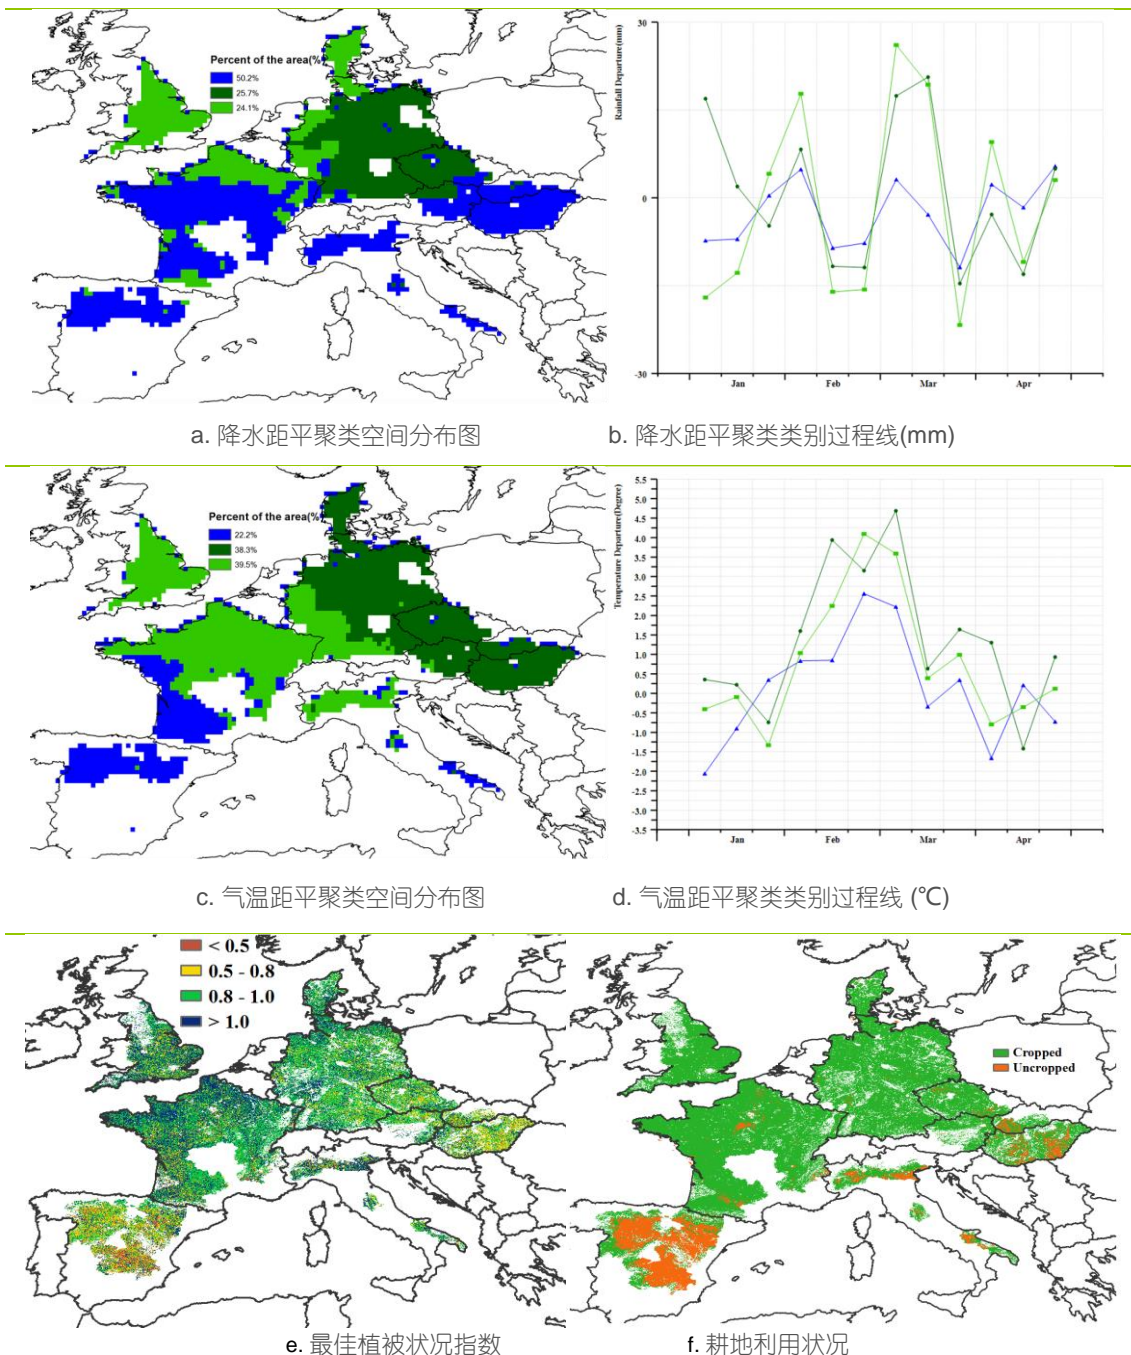 Percent of the area(%)
50.2%
25.7%
24.1%
Rainfall Departure(mm)
30
0
-30
Jan Feb Mar Apr
a. 降水距平聚类空间分布图 b. 降水距平聚类类别过程线(mm)
Percent of the area(%)
22.2%
38.3%
39.5%
Temperature Departure(Degree)
5.5
5.0
4.5
4.0
3.5
3.0
2.5
2.0
1.5
1.0
0.5
0.0
-0.5
-1.0
-1.5
-2.0
-2.5
-3.0
-3.5
Jan Feb Mar Apr
c. 气温距平聚类空间分布图 d. 气温距平聚类类别过程线 (℃)
< 0.5
0.5 - 0.8
0.8 - 1.0
> 1.0
Cropped
Uncropped
e. 最佳植被状况指数 f. 耕地利用状况